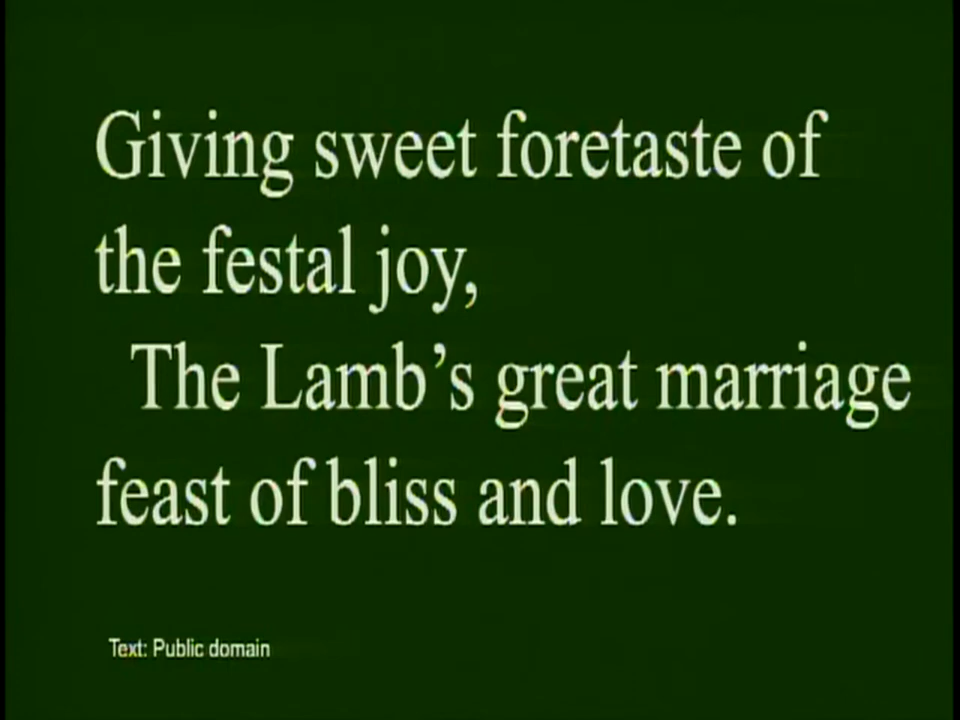 Giving sweet foretaste of
the festal joy,
The Lamb’s great marriage
feast of bliss and love.
Text: Public domain